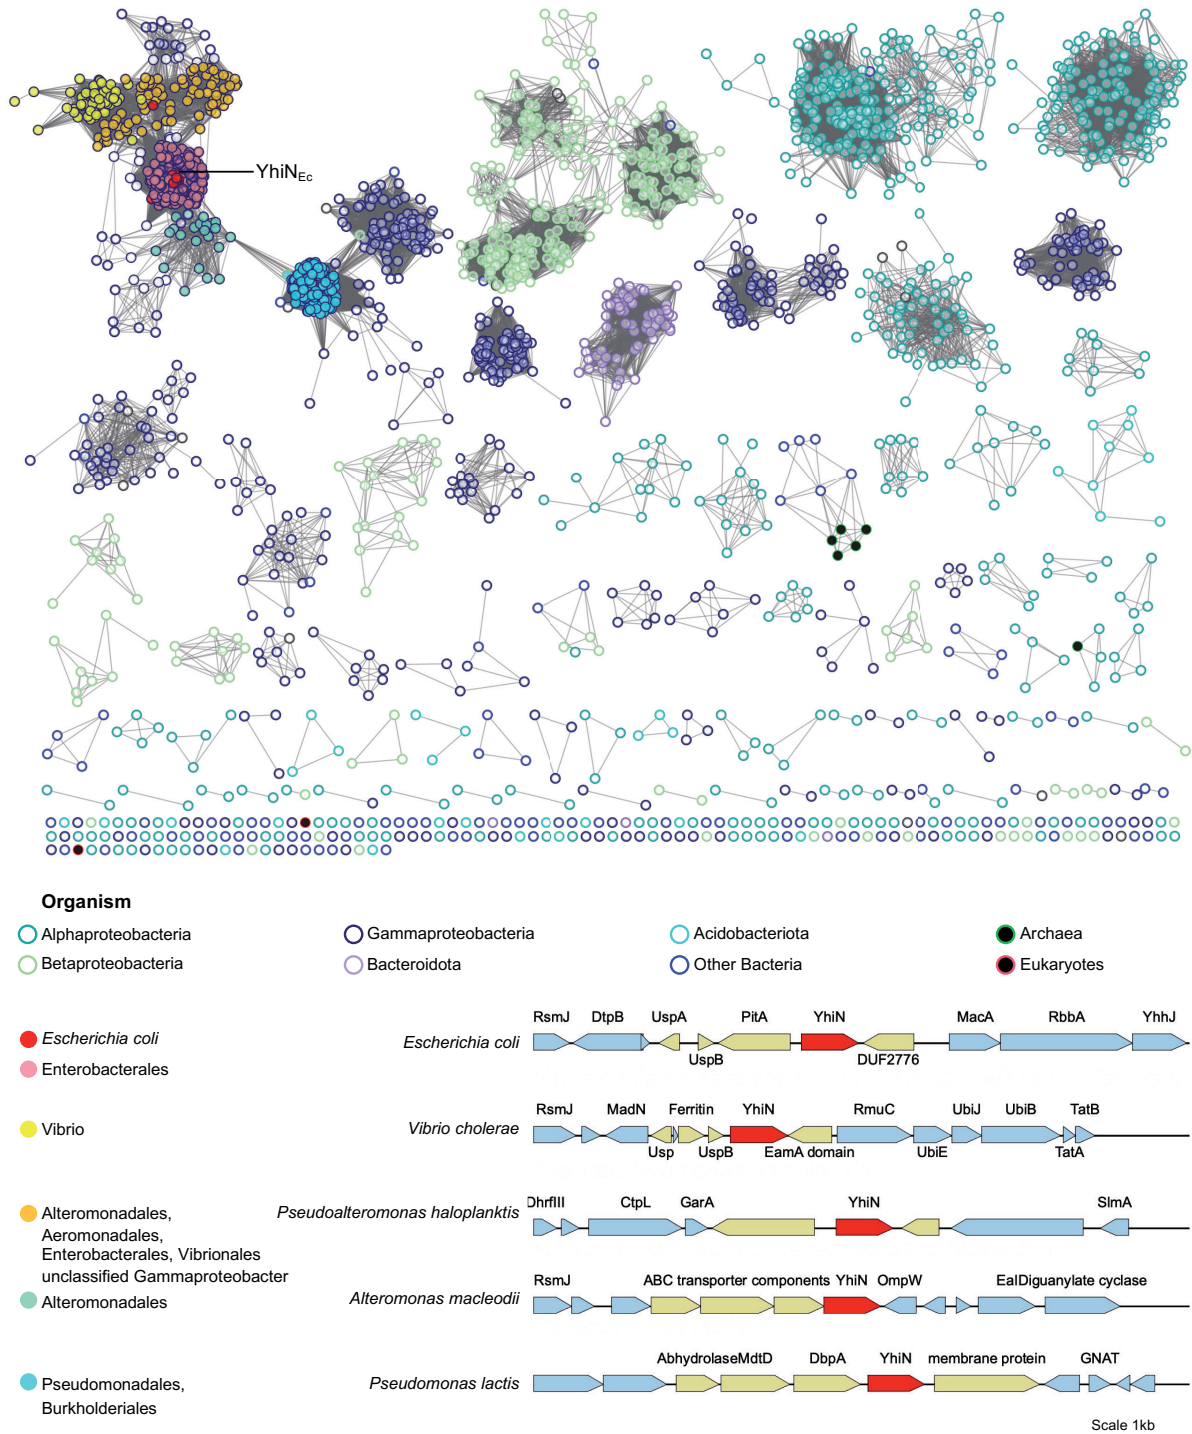 YhiNEc
Organism
Alphaproteobacteria
Gammaproteobacteria
Acidobacteriota
Archaea
Betaproteobacteria
Bacteroidota
Other Bacteria
Eukaryotes
Escherichia coli
Enterobacterales
Vibrio
Alteromonadales,
Aeromonadales,
Enterobacterales, Vibrionales
unclassified Gammaproteobacter
Alteromonadales
Pseudomonadales,
Burkholderiales
RsmJ DtpB UspA PitA YhiN MacA RbbA YhhJ
Escherichia coli
UspB DUF2776
RsmJ MadN Ferritin YhiN RmuC UbiJ UbiB TatB
Vibrio cholerae
Usp UspB EamA domain UbiE TatA
DhrfIII CtpL GarA YhiN SlmA
Pseudoalteromonas haloplanktis
RsmJ ABC transporter components YhiN OmpW EalDiguanylate cyclase
Alteromonas macleodii
AbhydrolaseMdtD DbpA YhiN membrane protein GNAT
Pseudomonas lactis
Scale 1kb